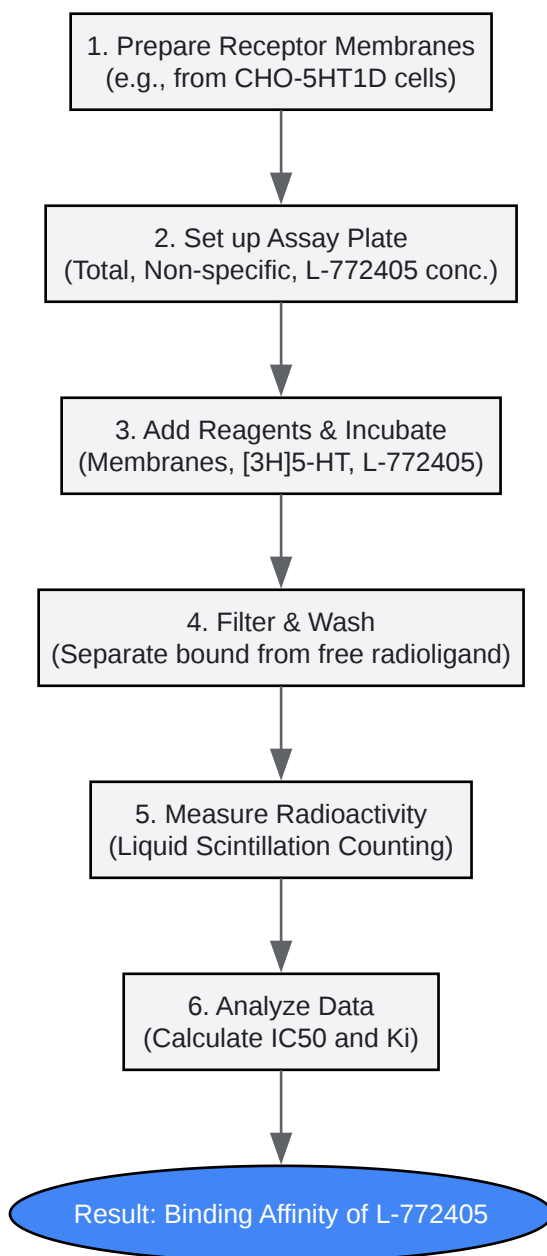 1. Prepare Receptor Membranes
(e.g., from CHO-5HT1D cells)
2. Set up Assay Plate
(Total, Non-specific, L-772405 conc.)
3. Add Reagents & Incubate
(Membranes, [3H]5-HT, L-772405)
4. Filter & Wash
(Separate bound from free radioligand)
5. Measure Radioactivity
(Liquid Scintillation Counting)
6. Analyze Data
(Calculate IC50 and Ki)
Result: Binding Affinity of L-772405